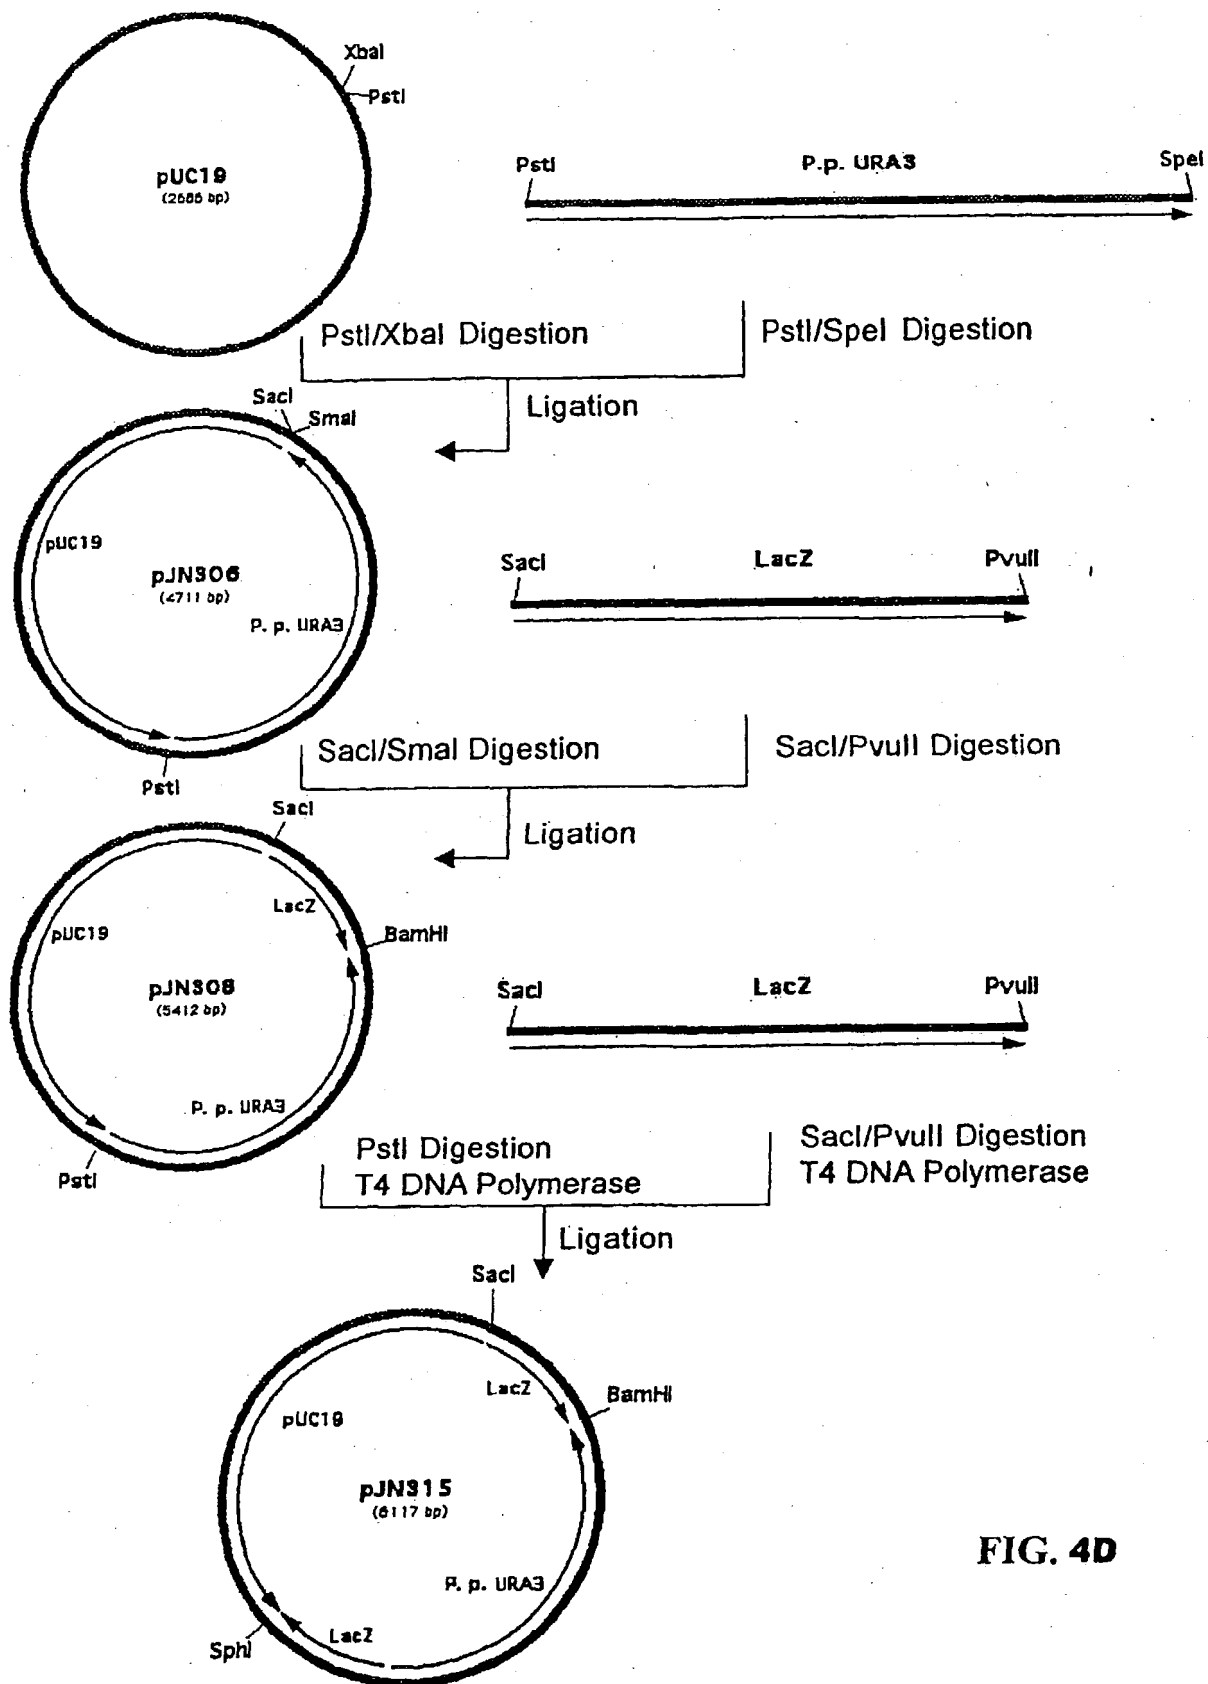 XbaI
PstI
pUC19
(2686 bp)
PstI
P.p. URA3
SpeI
PstI/XbaI Digestion
PstI/SpeI Digestion
Ligation
SacI
SmaI
pUC19
pJN306
(4711 bp)
P. p. URA3
PstI
SacI
LacZ
PvuII
SacI/SmaI Digestion
SacI/PvuII Digestion
Ligation
SacI
LacZ
BamHI
pUC19
pJN308
(5412 bp)
P. p. URA3
PstI
SacI
LacZ
PvuII
PstI Digestion
T4 DNA Polymerase
SacI/PvuII Digestion
T4 DNA Polymerase
Ligation
SacI
LacZ
BamHI
pUC19
pJN315
(6117 bp)
P. p. URA3
LacZ
SphI
FIG. 4D